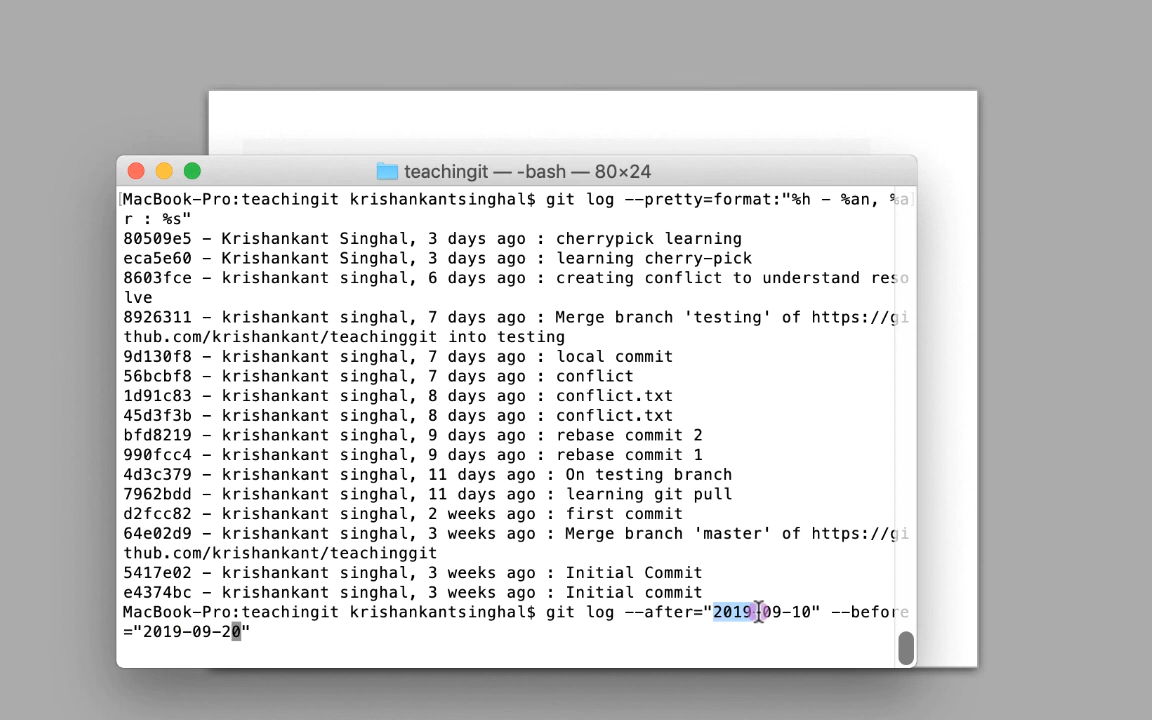 teachingit — -bash — 80×24
[MacBook-Pro:teachingit krishankantsinghal$ git log --pretty=format:"%h - %an, %a]
r : %s"
80509e5 - Krishankant Singhal, 3 days ago : cherrypick learning
eca5e60 - Krishankant Singhal, 3 days ago : learning cherry-pick
8603fce - krishankant singhal, 6 days ago : creating conflict to understand reso
lve
8926311 - krishankant singhal, 7 days ago : Merge branch 'testing' of https://gi
thub.com/krishankant/teachinggit into testing
9d130f8 - krishankant singhal, 7 days ago : local commit
56bcbf8 - krishankant singhal, 7 days ago : conflict
1d91c83 - krishankant singhal, 8 days ago : conflict.txt
45d3f3b - krishankant singhal, 8 days ago : conflict.txt
bfd8219 - krishankant singhal, 9 days ago : rebase commit 2
990fcc4 - krishankant singhal, 9 days ago : rebase commit 1
4d3c379 - krishankant singhal, 11 days ago : On testing branch
7962bdd - krishankant singhal, 11 days ago : learning git pull
d2fcc82 - krishankant singhal, 2 weeks ago : first commit
64e02d9 - krishankant singhal, 3 weeks ago : Merge branch 'master' of https://gi
thub.com/krishankant/teachinggit
5417e02 - krishankant singhal, 3 weeks ago : Initial Commit
e4374bc - krishankant singhal, 3 weeks ago : Initial commit
MacBook-Pro:teachingit krishankantsinghal$ git log --after="2019-09-10" --before
="2019-09-20"